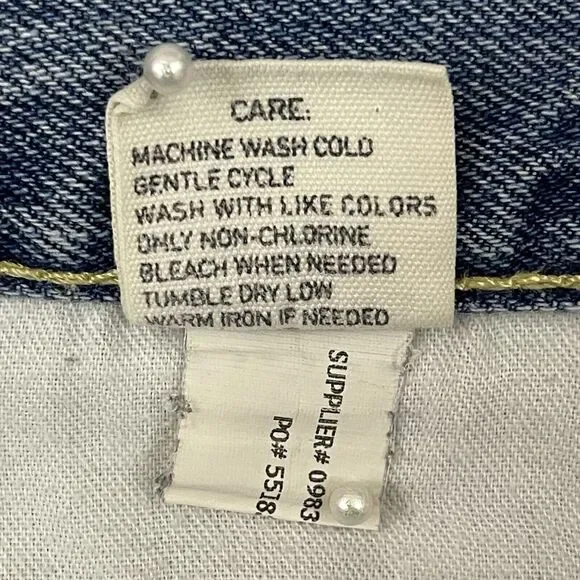 CARE:
MACHINE WASH COLD
GENTLE CYCLE
WASH WITH LIKE COLORS
ONLY NON-CHLORINE
BLEACH WHEN NEEDED
TUMBLE DRY LOW
WARM IRON IF NEEDED
SUPPLIER# 0983
PO# 5518